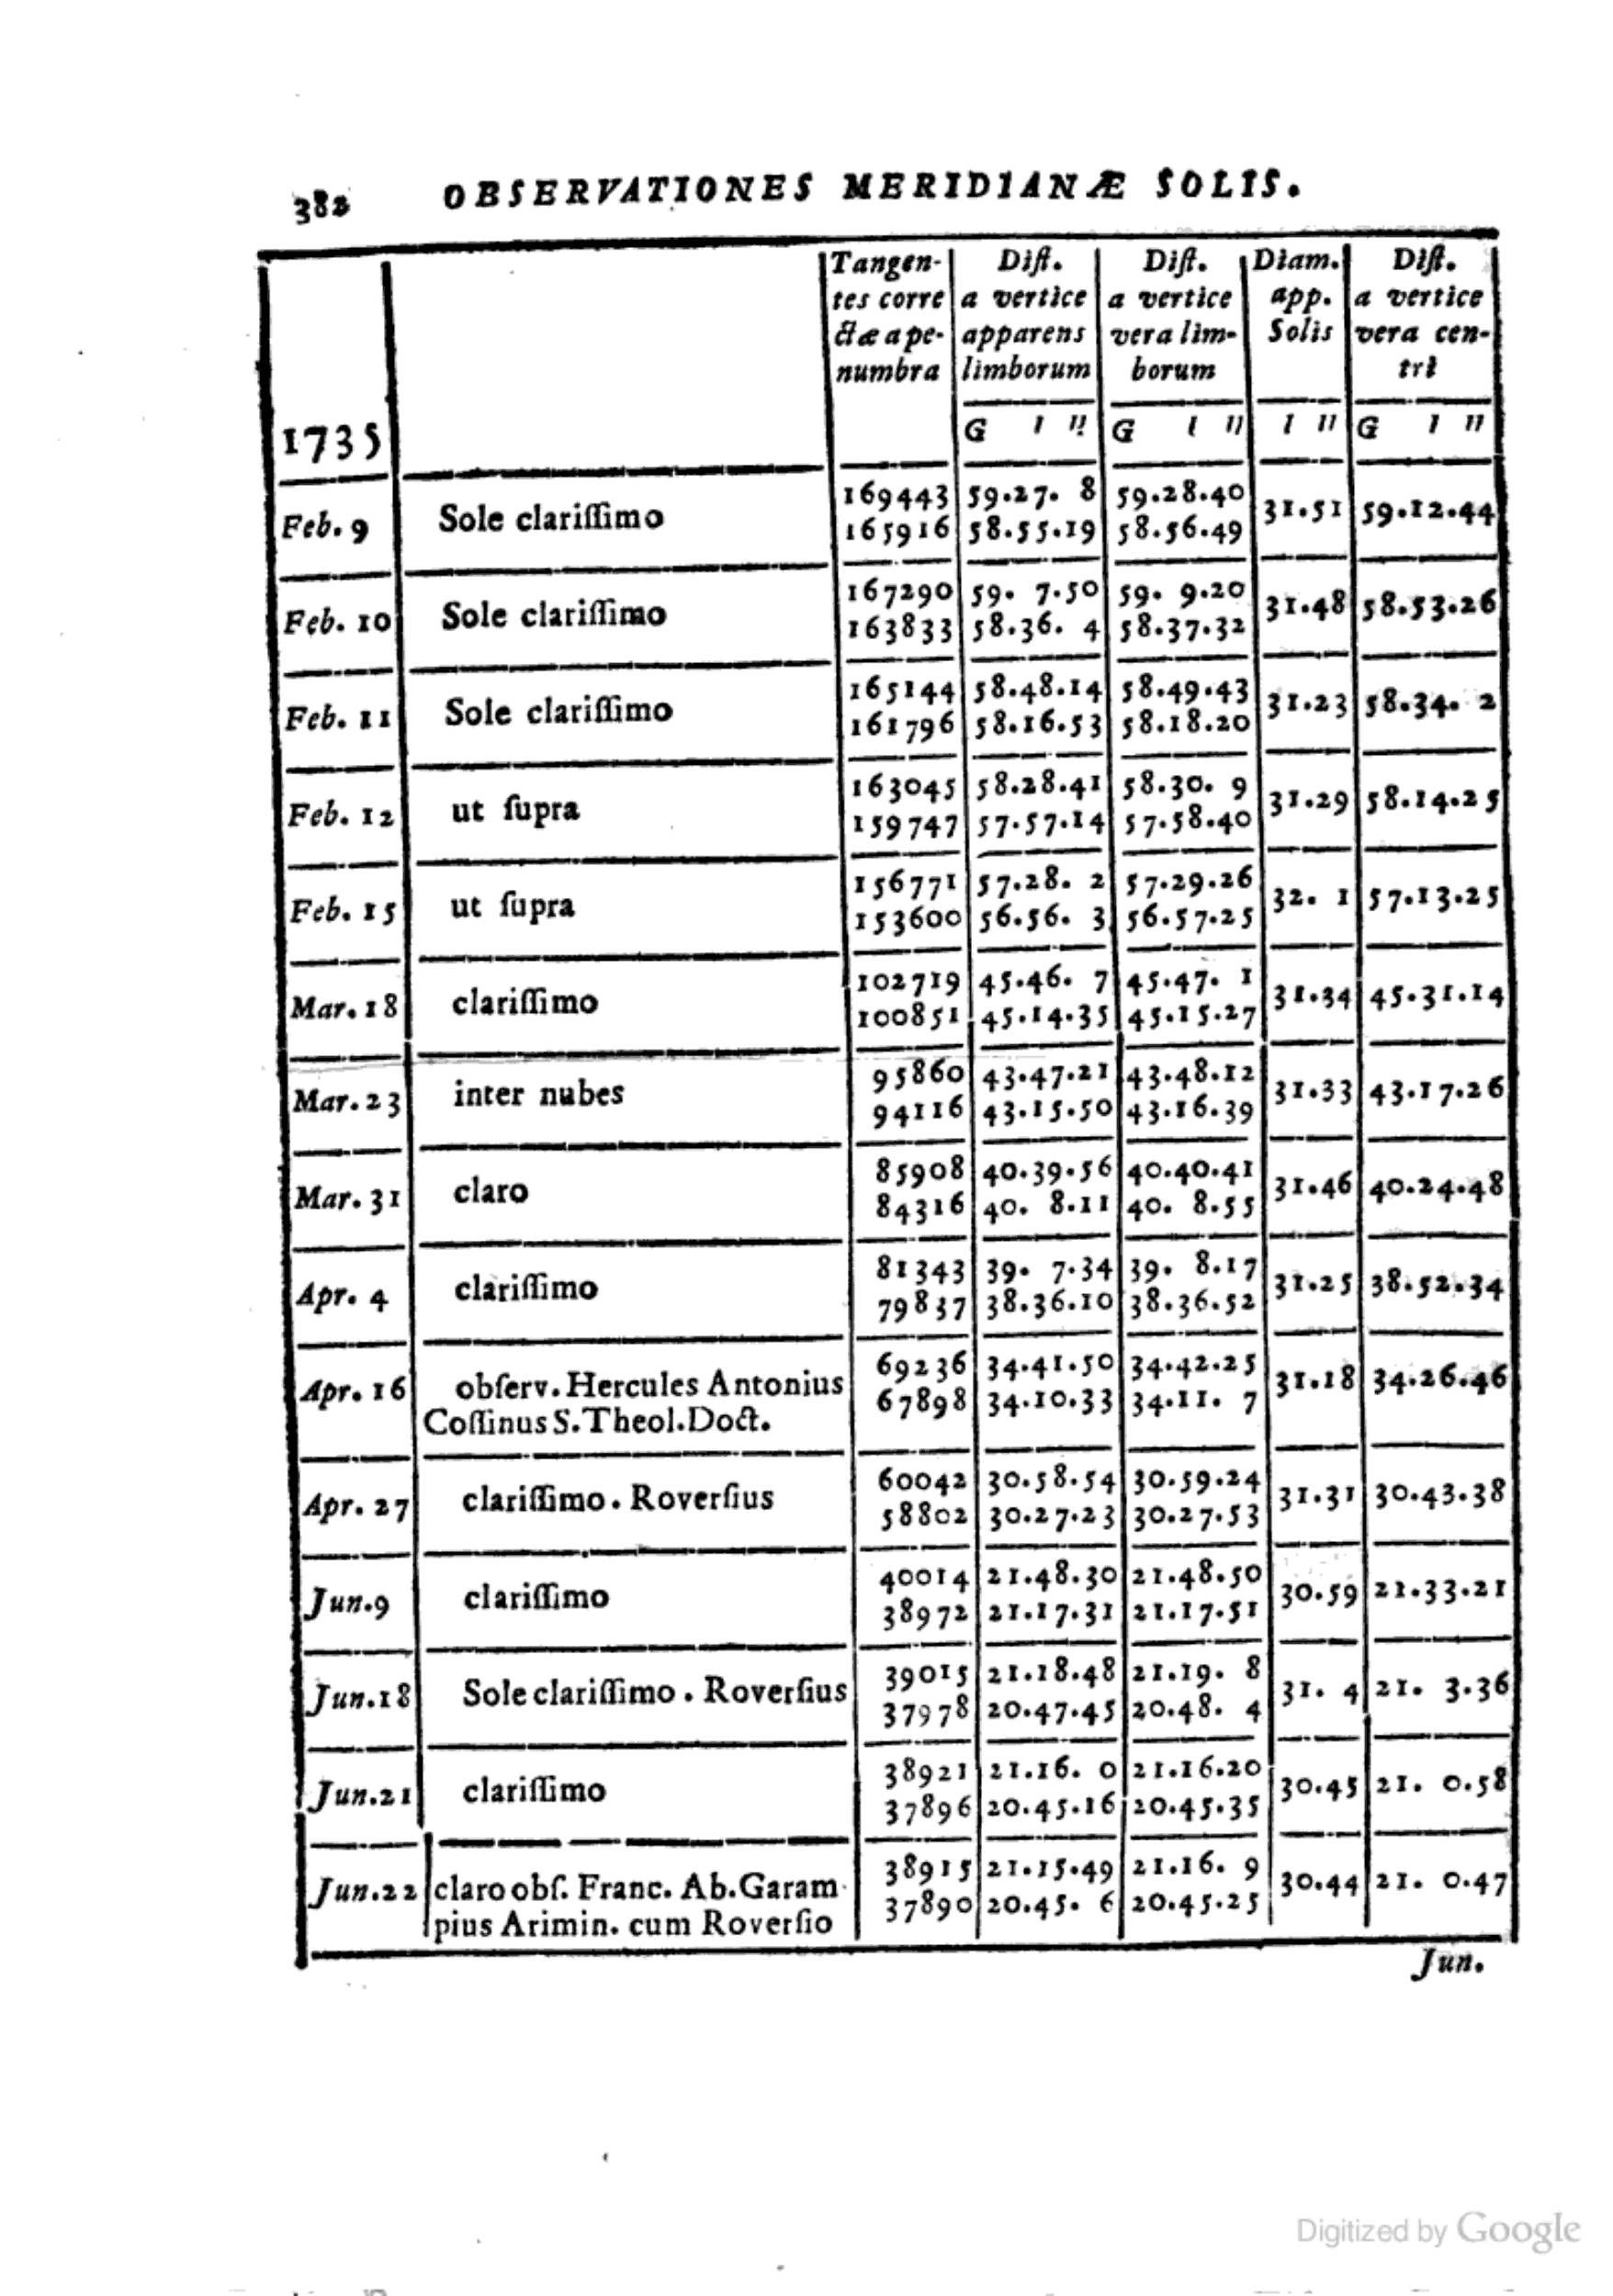 382 OBSERVATIONES MERIDIANÆ SOLIS.
1735
Tangen-
tes corre
ctæ a pe-
numbra
Diſt.
a vertice
apparens
limborum
G ı ıı
Diſt.
a vertice
vera lim-
borum
G ı ıı
Diam.
app.
Solis
ı ıı
Diſt.
a vertice
vera cen-
tri
G ı ıı
Feb. 9 Sole clariſſimo 169443 59.27. 8 59.28.40 31.51 59.12.44
165916 58.55.19 58.56.49
Feb. 10 Sole clariſſimo 167290 59. 7.50 59. 9.20 31.48 58.53.26
163833 58.36. 4 58.37.32
Feb. 11 Sole clariſſimo 165144 58.48.14 58.49.43 31.23 58.34. 2
161796 58.16.53 58.18.20
Feb. 12 ut ſupra 163045 58.28.41 58.30. 9 31.29 58.14.25
159747 57.57.14 57.58.40
Feb. 15 ut ſupra 156771 57.28. 2 57.29.26 32. 1 57.13.25
153600 56.56. 3 56.57.25
Mar. 18 clariſſimo 102719 45.46. 7 45.47. 1 31.34 45.31.14
100851 45.14.35 45.15.27
Mar. 23 inter nubes 95860 43.47.21 43.48.12 31.33 43.17.26
94116 43.15.50 43.16.39
Mar. 31 claro 85908 40.39.56 40.40.41 31.46 40.24.48
84316 40. 8.11 40. 8.55
Apr. 4 clariſſimo 81343 39. 7.34 39. 8.17 31.25 38.52.34
79837 38.36.10 38.36.52
Apr. 16 obſerv. Hercules Antonius 69236 34.41.50 34.42.25 31.18 34.26.46
Coſſinus S. Theol. Doct. 67898 34.10.33 34.11. 7
Apr. 27 clariſſimo. Roverſius 60042 30.58.54 30.59.24 31.31 30.43.38
58802 30.27.23 30.27.53
Jun. 9 clariſſimo 40014 21.48.30 21.48.50 30.59 21.33.21
38972 21.17.31 21.17.51
Jun. 18 Sole clariſſimo. Roverſius 39015 21.18.48 21.19. 8 31. 4 21. 3.36
37978 20.47.45 20.48. 4
Jun. 21 clariſſimo 38921 21.16. 0 21.16.20 30.45 21. 0.58
37896 20.45.16 20.45.35
Jun. 22 claro obſ. Franc. Ab. Garam- 38915 21.15.49 21.16. 9 30.44 21. 0.47
pius Arimin. cum Roverſio 37890 20.45. 6 20.45.25
Jun.
Digitized by Google